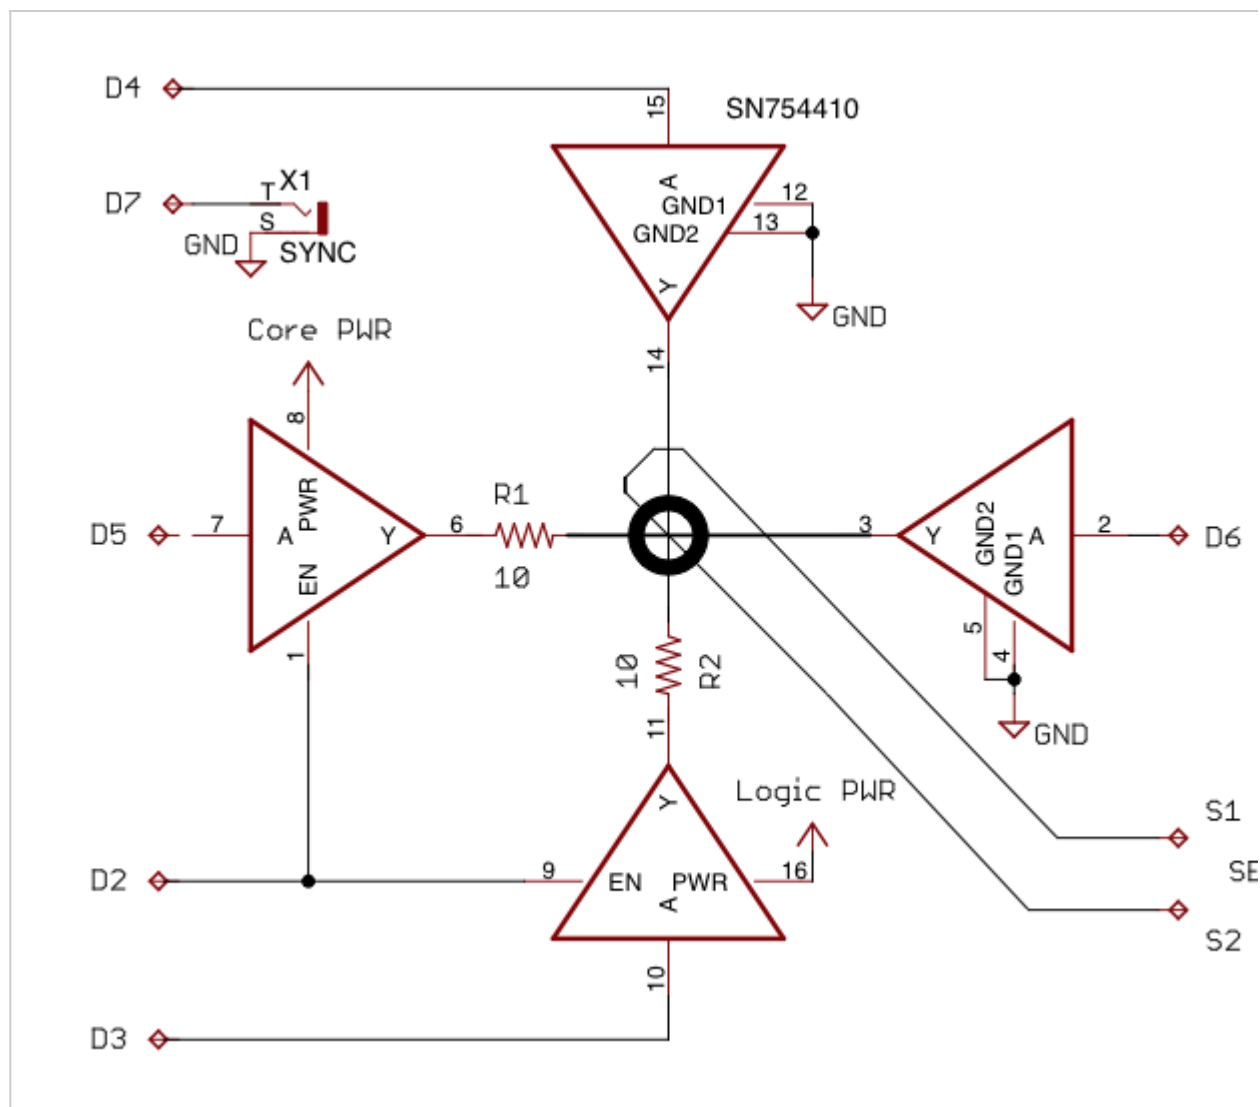 D4
15
SN754410
A
GND1
12
GND2
13
Y
GND
14
D7
T
X1
S
GND
SYNC
Core PWR
8
PWR
D5
7
A
Y
EN
6
R1
10
1
3
Y
GND2
GND1
A
2
D6
5
4
GND
10
R2
11
Y
Logic PWR
D2
9
EN
PWR
16
A
10
D3
S1
SE
S2